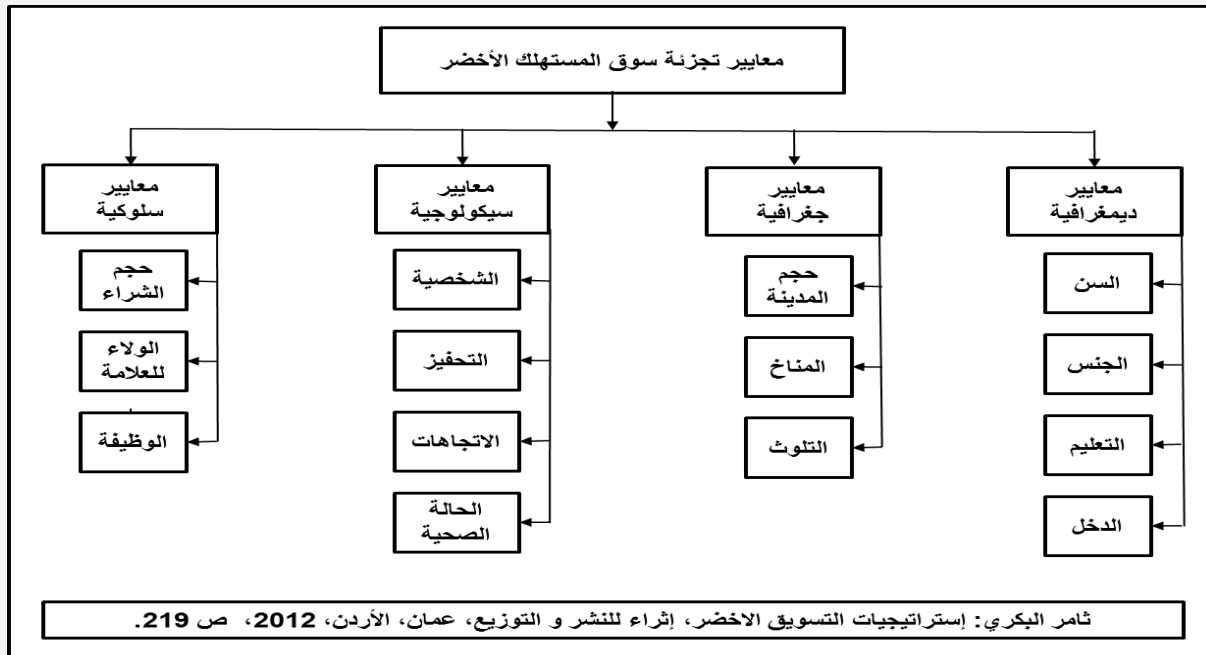 معايير تجزئة سوق المستهلك الأخضر
معايير
ديمغرافية
السن
الجنس
التعليم
الدخل
معايير
جغرافية
حجم
المدينة
المناخ
التلوث
معايير
سيكولوجية
الشخصية
التحفيز
الاتجاهات
الحالة
الصحية
معايير
سلوكية
حجم
الشراء
الولاء
للعلامة
الوظيفة
ثامر البكري: إستراتيجيات التسويق الاخضر، إثراء للنشر و التوزيع، عمان، الأردن، 2012، ص 219.